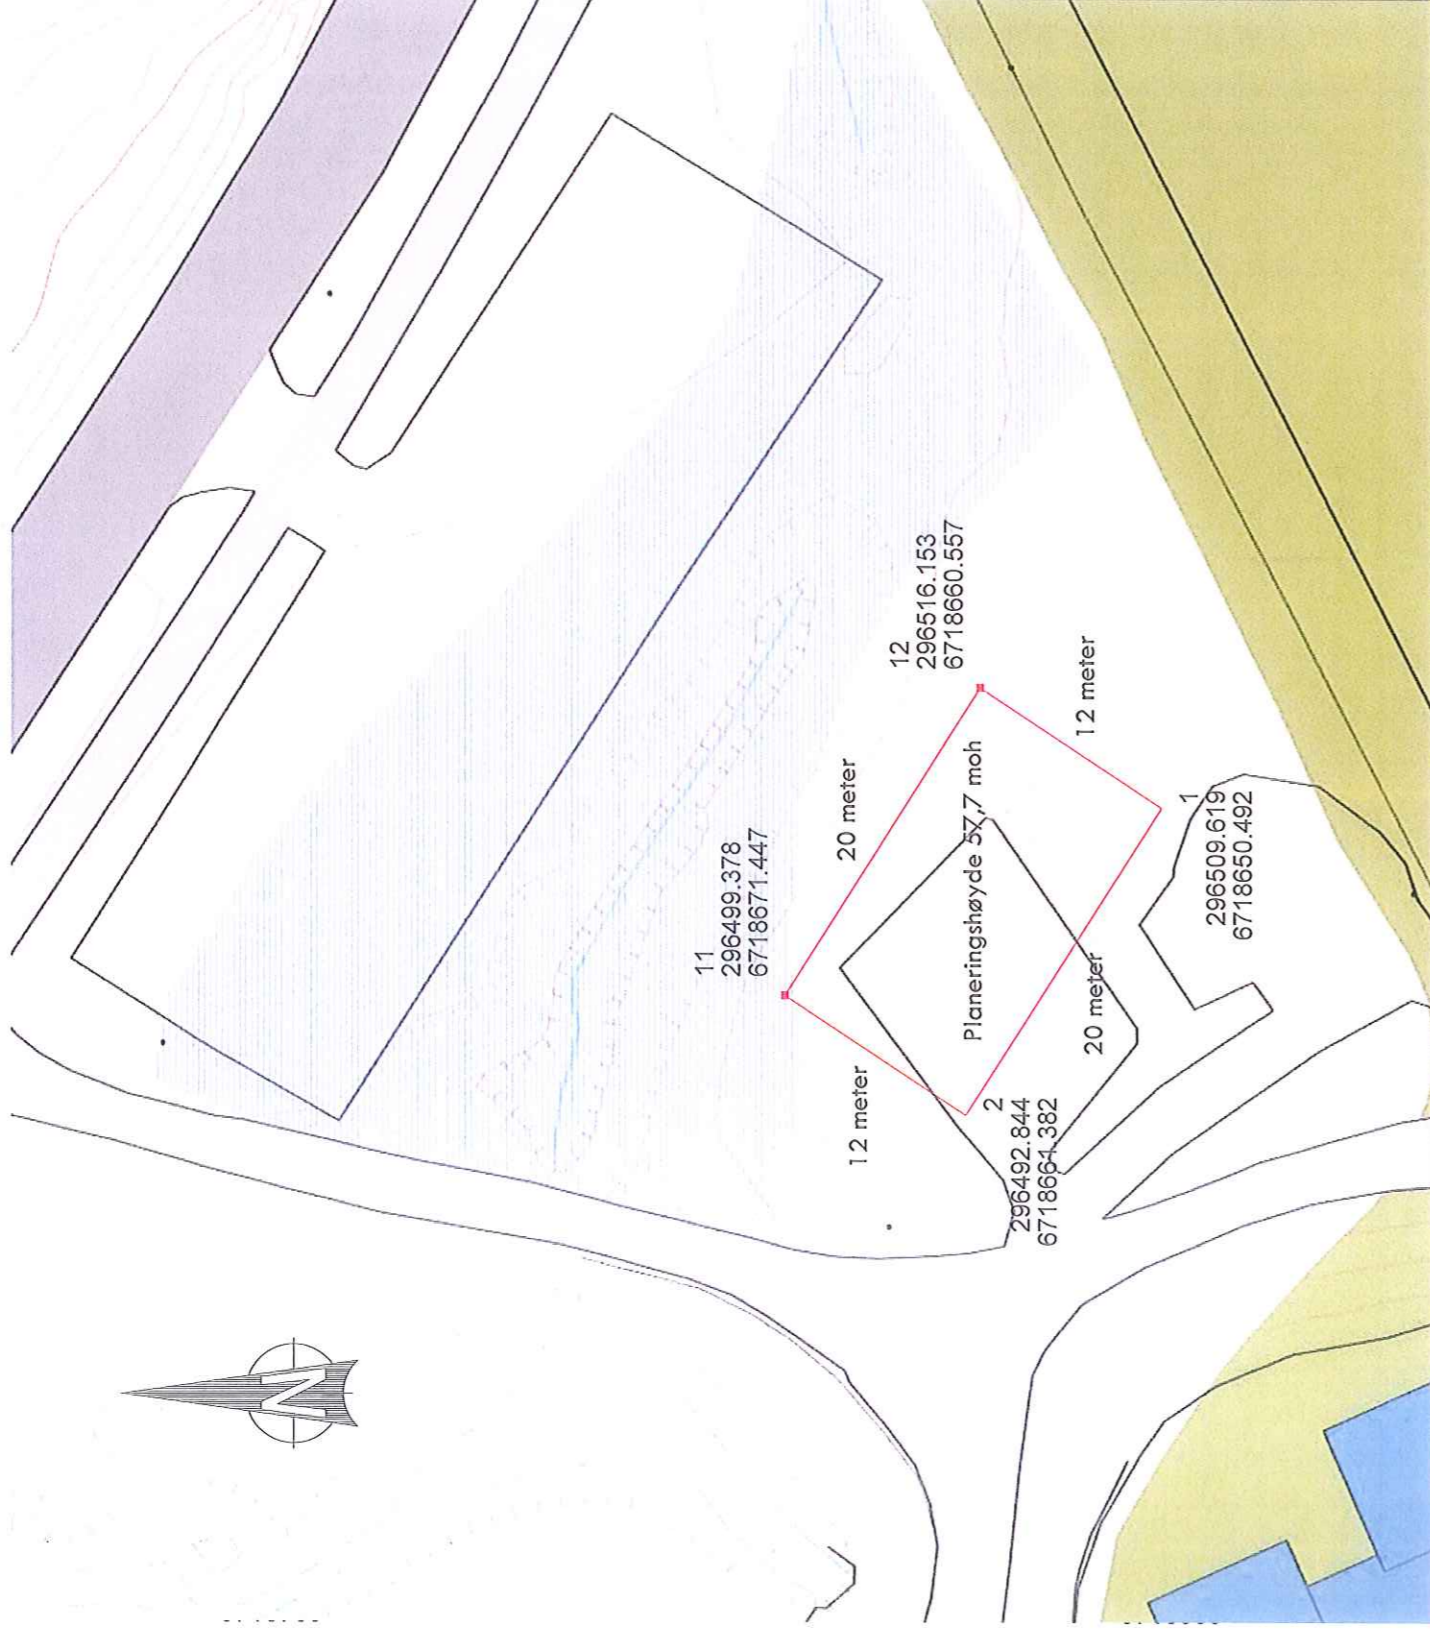 12
296516.153
6718660.557
12 meter
20 meter
11
296499.378
6718671.447
Planeringshøyde 57,7 moh
1
296509.619
6718650.492
20 meter
12 meter
2
296492.844
6718661.382
N